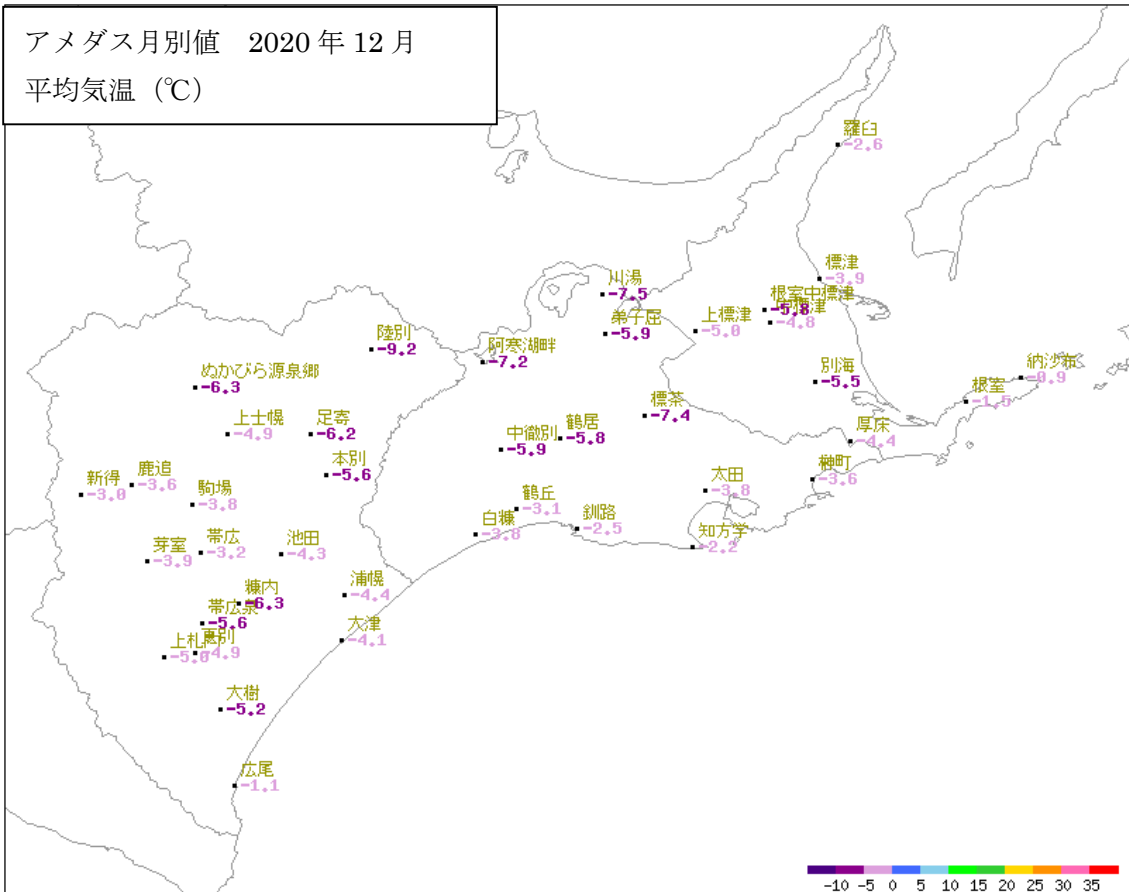 アメダス月別値　2020 年 12 月
平均気温（℃）
羅臼
-2.6
標津
-3.9
川湯
-7.5
根室中標津
-5.8
-4.8
上標津
-5.0
弟子屈
-5.9
陸別
-9.2
阿寒湖畔
-7.2
ぬかびら源泉郷
-6.3
別海
-5.5
納沙布
-0.9
根室
-1.5
標茶
-7.4
上士幌
-4.9
足寄
-6.2
鶴居
-5.8
中徹別
-5.9
厚床
-4.4
本別
-5.6
新得
-3.0
鹿追
-3.6
駒場
-3.8
太田
-3.8
榊町
-3.6
鶴丘
-3.1
白糠
-3.8
釧路
-2.5
知方学
-2.2
芽室
-3.9
帯広
-3.2
池田
-4.3
浦幌
-4.4
糠内
-6.3
帯広泉
-5.6
上札
-5.0
更別
-4.9
大津
-4.1
大樹
-5.2
広尾
-1.1
-10 -5 0 5 10 15 20 25 30 35